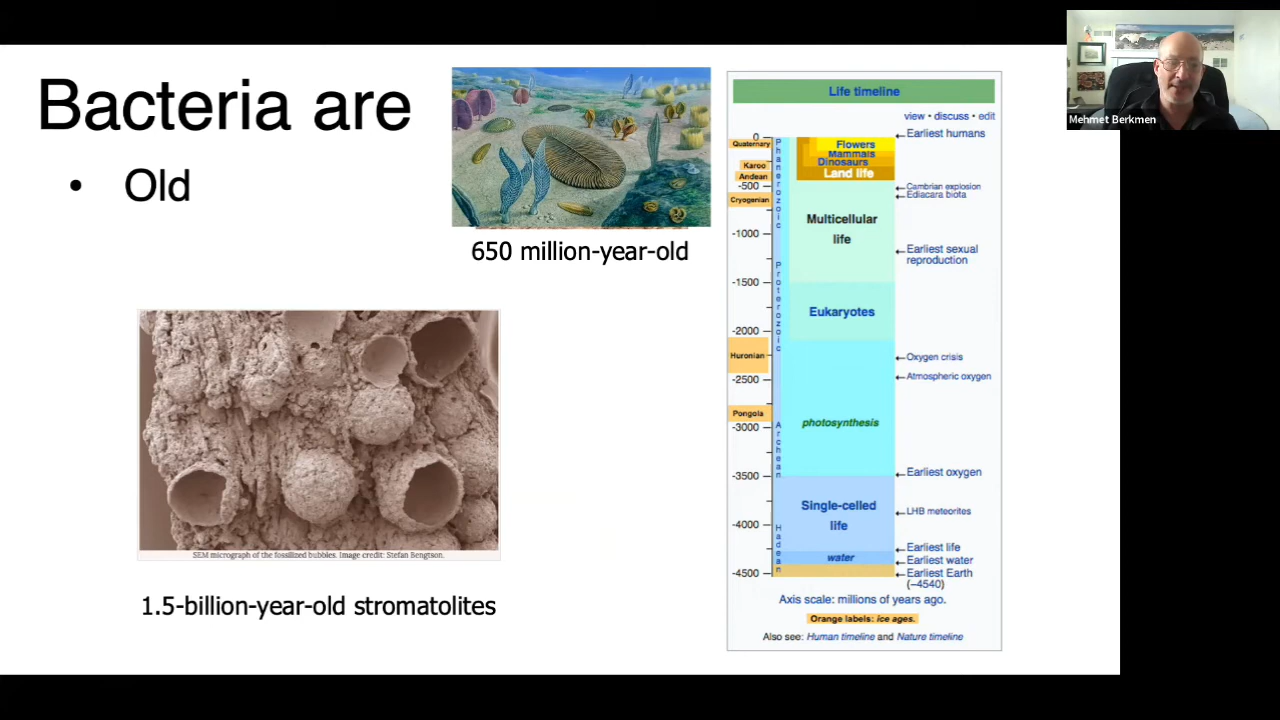 Bacteria are
• Old
650 million-year-old
SEM micrograph of the fossilized bubbles. Image credit: Stefan Bengtson.
1.5-billion-year-old stromatolites
Life timeline
view • discuss • edit
0
-500
-1000
-1500
-2000
-2500
-3000
-3500
-4000
-4500
Quaternary
Karoo
Andean
Cryogenian
Huronian
Pongola
Phanerozoic
Proterozoic
Archean
Hadean
Flowers
Mammals
Dinosaurs
Land life
Multicellular
life
Eukaryotes
photosynthesis
Single-celled
life
water
←Earliest humans
←Cambrian explosion
←Ediacara biota
←Earliest sexual
reproduction
←Oxygen crisis
←Atmospheric oxygen
←Earliest oxygen
←LHB meteorites
←Earliest life
←Earliest water
←Earliest Earth
(−4540)
Axis scale: millions of years ago.
Orange labels: ice ages.
Also see: Human timeline and Nature timeline
Mehmet Berkmen